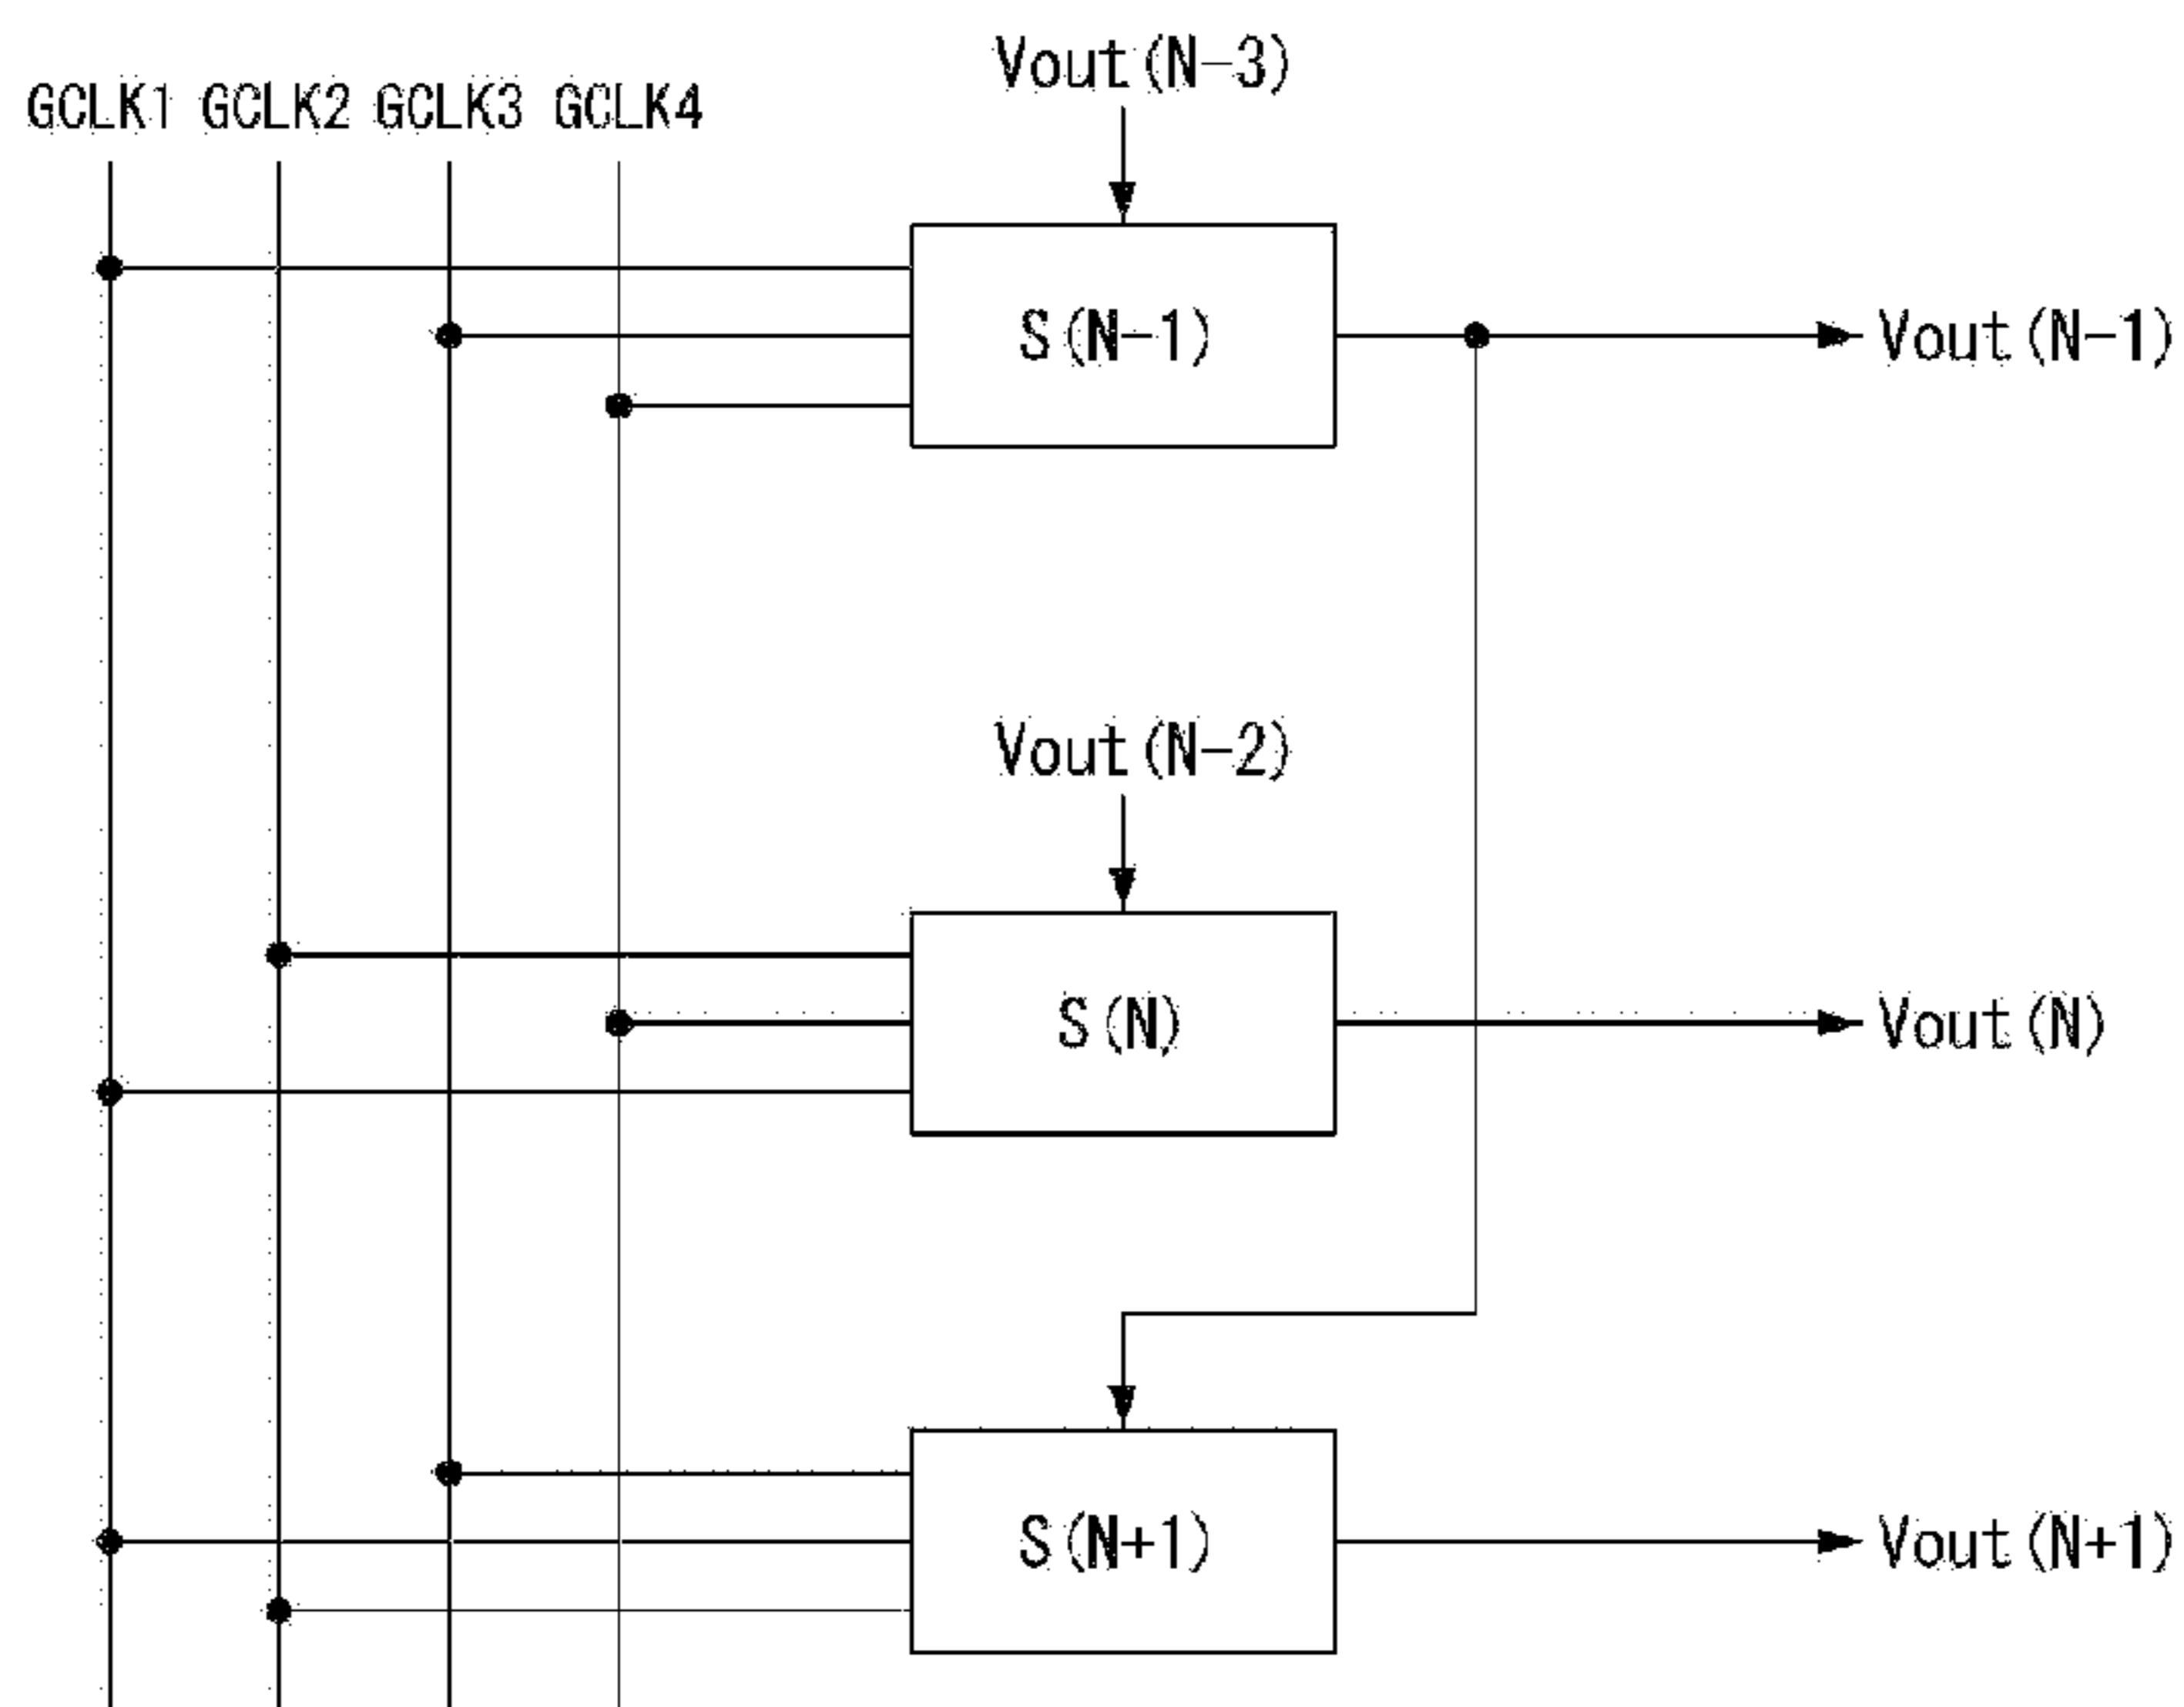 Vout(N-3)
GCLK1 GCLK2 GCLK3 GCLK4
S(N-1)
Vout(N-1)
Vout(N-2)
S(N)
Vout(N)
S(N+1)
Vout(N+1)